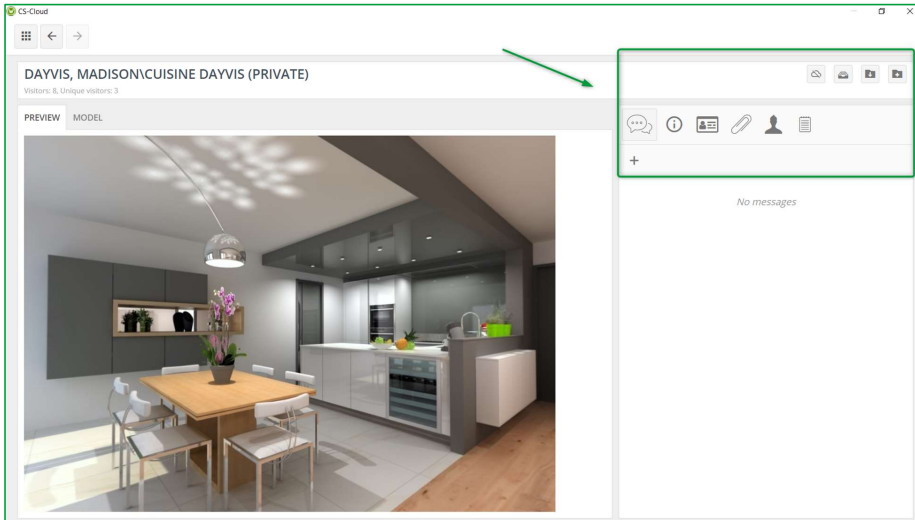 CS-Cloud
DAYVIS, MADISON\CUISINE DAYVIS (PRIVATE)
Visitors: 8, Unique visitors: 3
PREVIEW MODEL
+
No messages